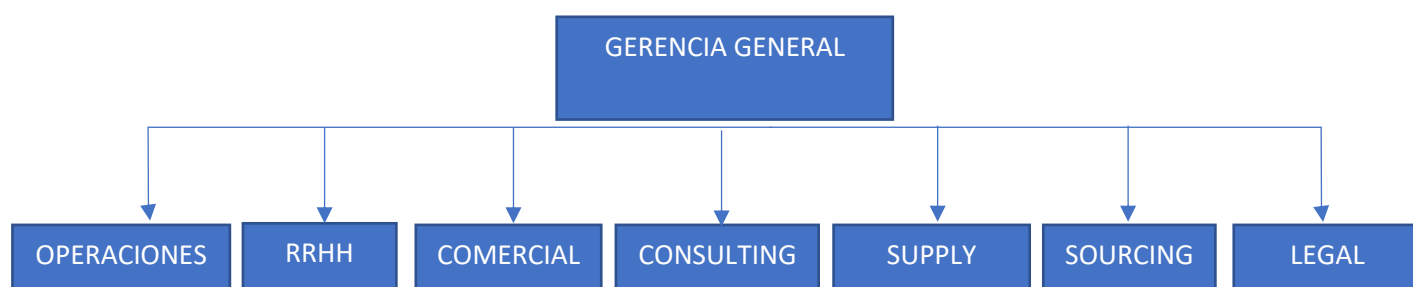 GERENCIA GENERAL
OPERACIONES
RRHH
COMERCIAL
CONSULTING
SUPPLY
SOURCING
LEGAL